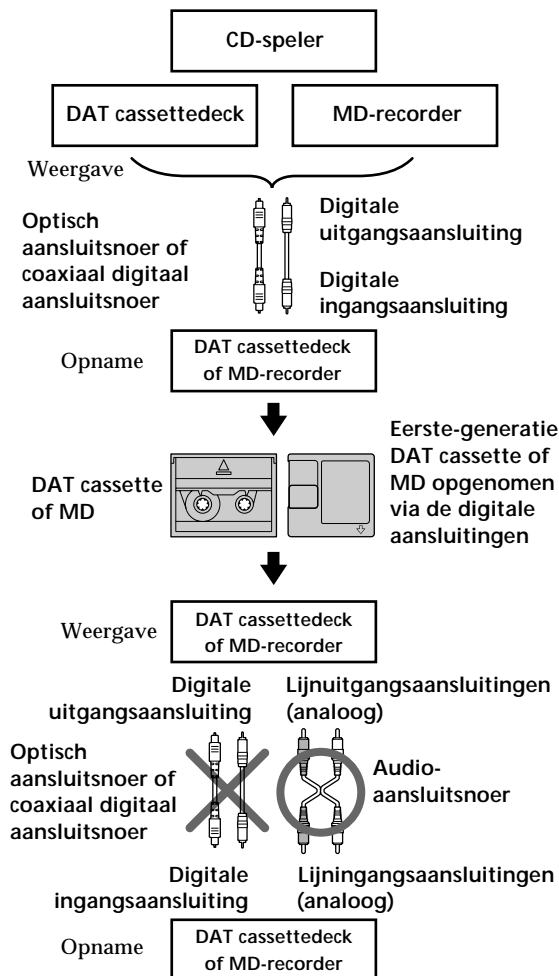 CD-speler
DAT cassettedeck
MD-recorder
Weergave
Optisch
aansluitsnoer of
coaxiaal digitaal
aansluitsnoer
Digitale
uitgangsaansluiting
Digitale
ingangsaansluiting
Opname
DAT cassettedeck
of MD-recorder
DAT cassette
of MD
Eerste-generatie
DAT cassette of
MD opgenomen
via de digitale
aansluitingen
Weergave
DAT cassettedeck
of MD-recorder
Digitale
uitgangsaansluiting
Lijnuitgangsaansluitingen
(analoog)
Optisch
aansluitsnoer of
coaxiaal digitaal
aansluitsnoer
Audio-
aansluitsnoer
Digitale
ingangsaansluiting
Lijningangsaansluitingen
(analoog)
Opname
DAT cassettedeck
of MD-recorder